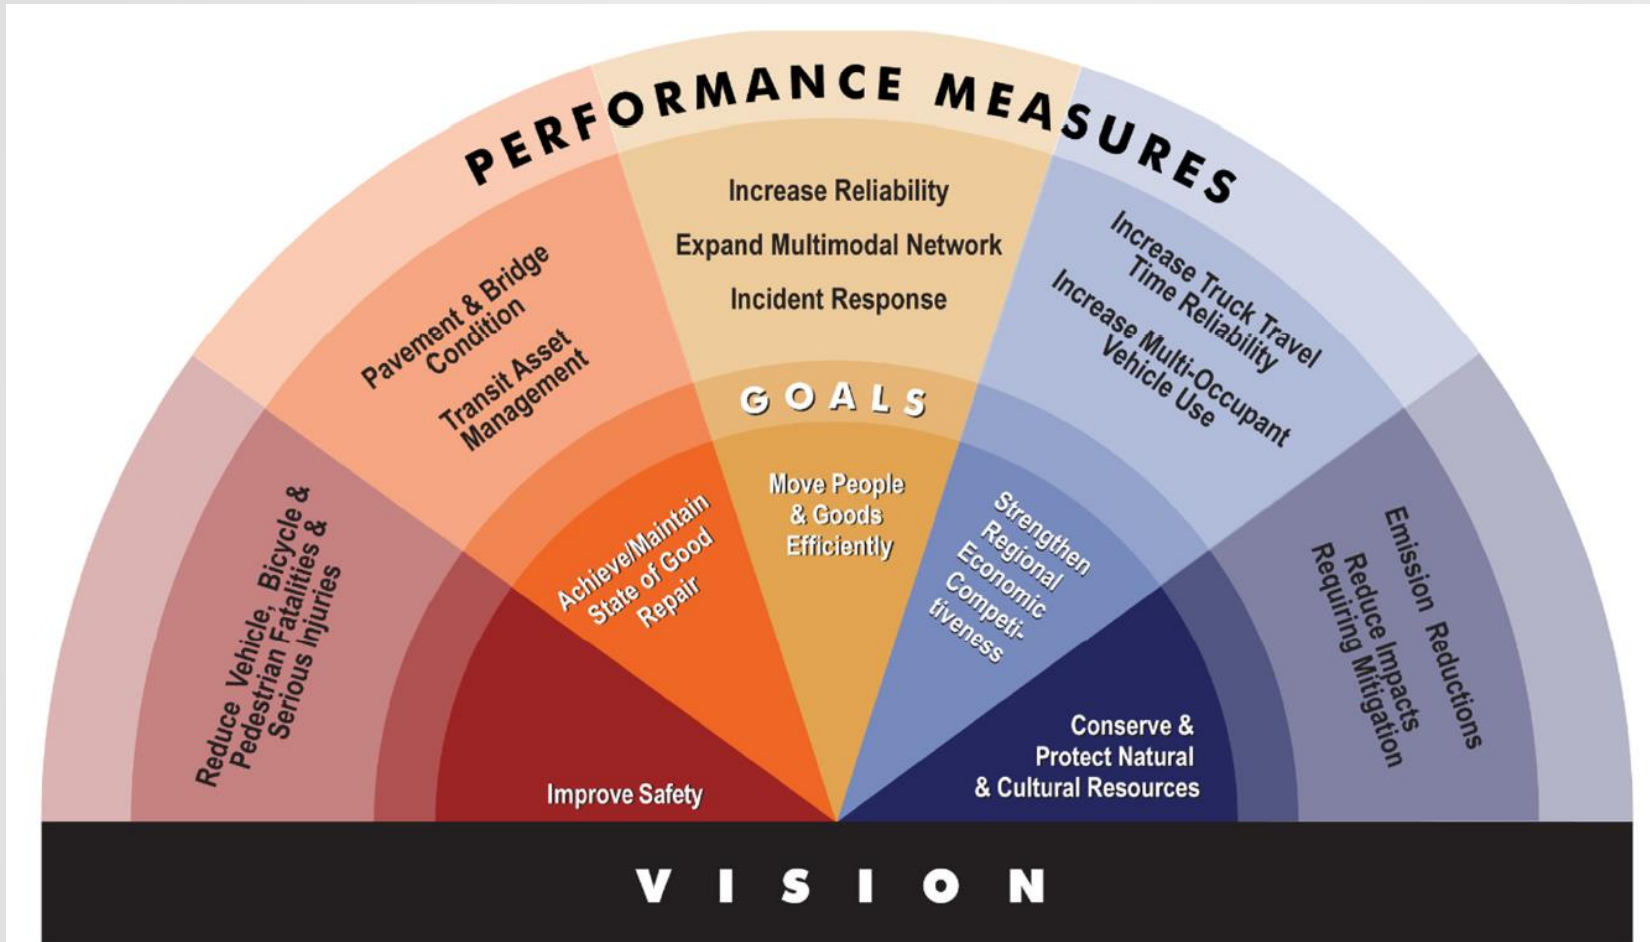 PERFORMANCE MEASURES
Reduce Vehicle, Bicycle &
Pedestrian Fatalities &
Serious Injuries
Pavement & Bridge
Condition
Transit Asset
Management
Increase Reliability
Expand Multimodal Network
Incident Response
Increase Truck Travel
Time Reliability
Increase Multi-Occupant
Vehicle Use
Emission Reductions
Reduce Impacts
Requiring Mitigation
GOALS
Improve Safety
Achieve/Maintain
State of Good
Repair
Move People
& Goods
Efficiently
Strengthen
Regional
Economic
Competi-
tiveness
Conserve &
Protect Natural
& Cultural Resources
VISION